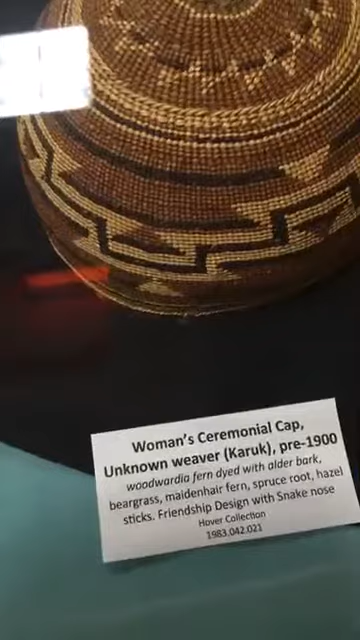 Woman's Ceremonial Cap,
Unknown weaver (Karuk), pre-1900
woodwardia fern dyed with alder bark,
beargrass, maidenhair fern, spruce root, hazel
sticks. Friendship Design with Snake nose
Hover Collection
1983.042.021